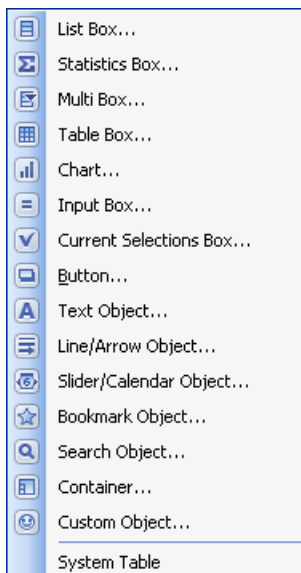 List Box...
Statistics Box...
Multi Box...
Table Box...
Chart...
Input Box...
Current Selections Box...
Button...
Text Object...
Line/Arrow Object...
Slider/Calendar Object...
Bookmark Object...
Search Object...
Container...
Custom Object...
System Table